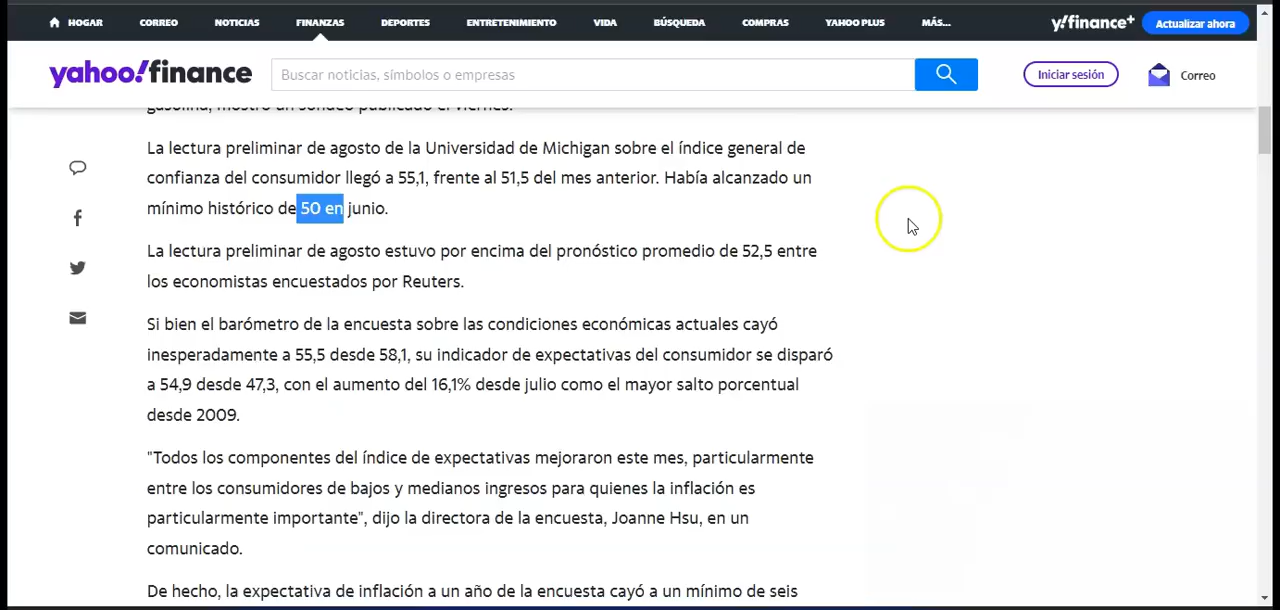 HOGAR CORREO NOTICIAS FINANZAS DEPORTES ENTRETENIMIENTO VIDA BÚSQUEDA COMPRAS YAHOO PLUS MÁS... y!finance+ Actualizar ahora
yahoo!finance Buscar noticias, símbolos o empresas Iniciar sesión Correo
gasolina, mostró un sondeo publicado el viernes.
La lectura preliminar de agosto de la Universidad de Michigan sobre el índice general de
confianza del consumidor llegó a 55,1, frente al 51,5 del mes anterior. Había alcanzado un
mínimo histórico de 50 en junio.
La lectura preliminar de agosto estuvo por encima del pronóstico promedio de 52,5 entre
los economistas encuestados por Reuters.
Si bien el barómetro de la encuesta sobre las condiciones económicas actuales cayó
inesperadamente a 55,5 desde 58,1, su indicador de expectativas del consumidor se disparó
a 54,9 desde 47,3, con el aumento del 16,1% desde julio como el mayor salto porcentual
desde 2009.
"Todos los componentes del índice de expectativas mejoraron este mes, particularmente
entre los consumidores de bajos y medianos ingresos para quienes la inflación es
particularmente importante", dijo la directora de la encuesta, Joanne Hsu, en un
comunicado.
De hecho, la expectativa de inflación a un año de la encuesta cayó a un mínimo de seis